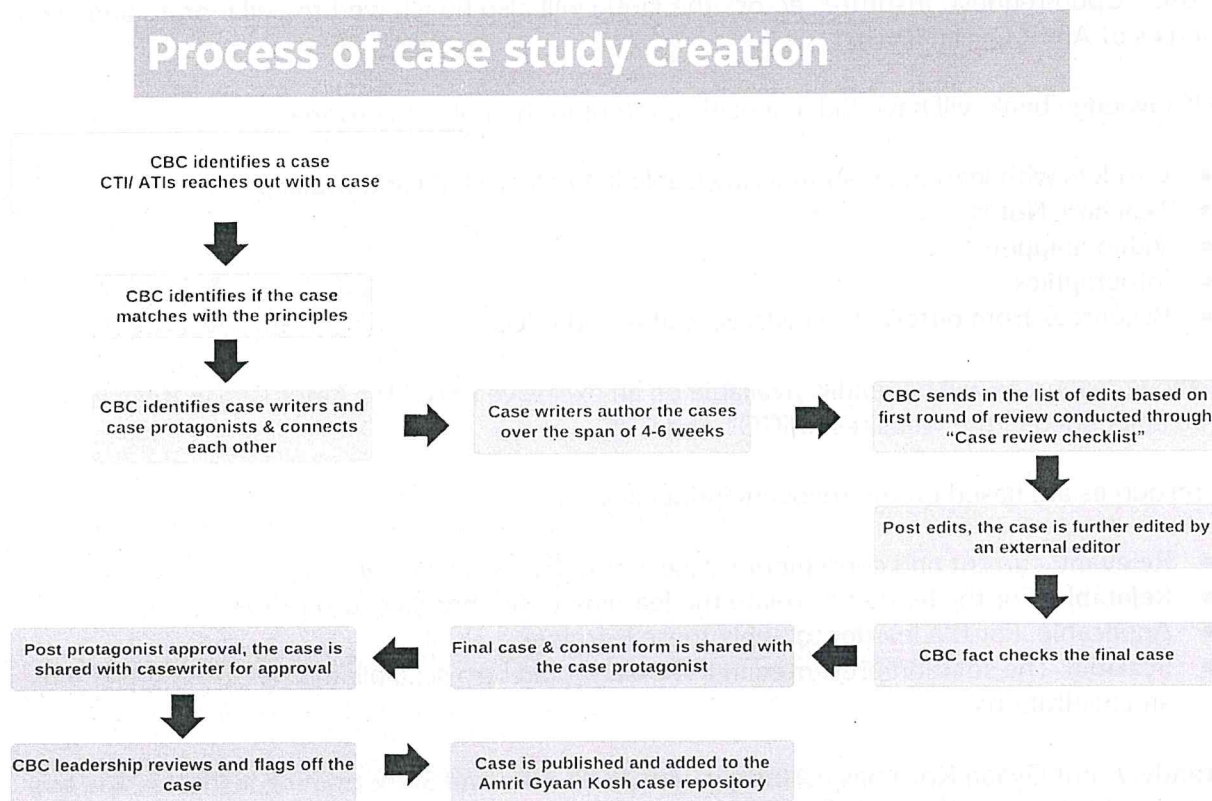 Process of case study creation
CBC identifies a case
CTI/ ATIs reaches out with a case
CBC identifies if the case
matches with the principles
CBC identifies case writers and
case protagonists & connects
each other
Case writers author the cases
over the span of 4-6 weeks
CBC sends in the list of edits based on
first round of review conducted through
“Case review checklist”
Post edits, the case is further edited by
an external editor
CBC fact checks the final case
Final case & consent form is shared with
the case protagonist
Post protagonist approval, the case is
shared with casewriter for approval
CBC leadership reviews and flags off the
case
Case is published and added to the
Amrit Gyaan Kosh case repository